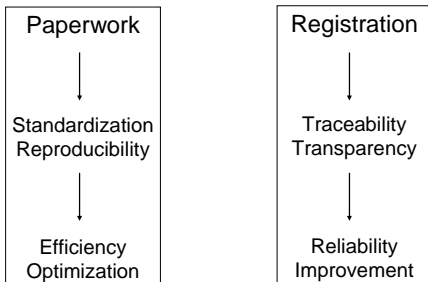 Paperwork
Standardization
Reproducibility
Efficiency
Optimization
Registration
Traceability
Transparency
Reliability
Improvement